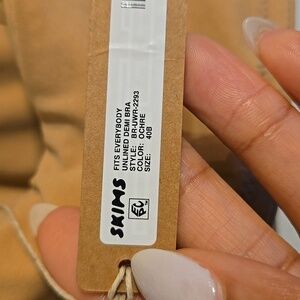 SKIMS
FITS EVERYBODY
UNLINED DEMI BRA
STYLE: BR-UWR-2293
COLOR: OCHRE
SIZE: 40B